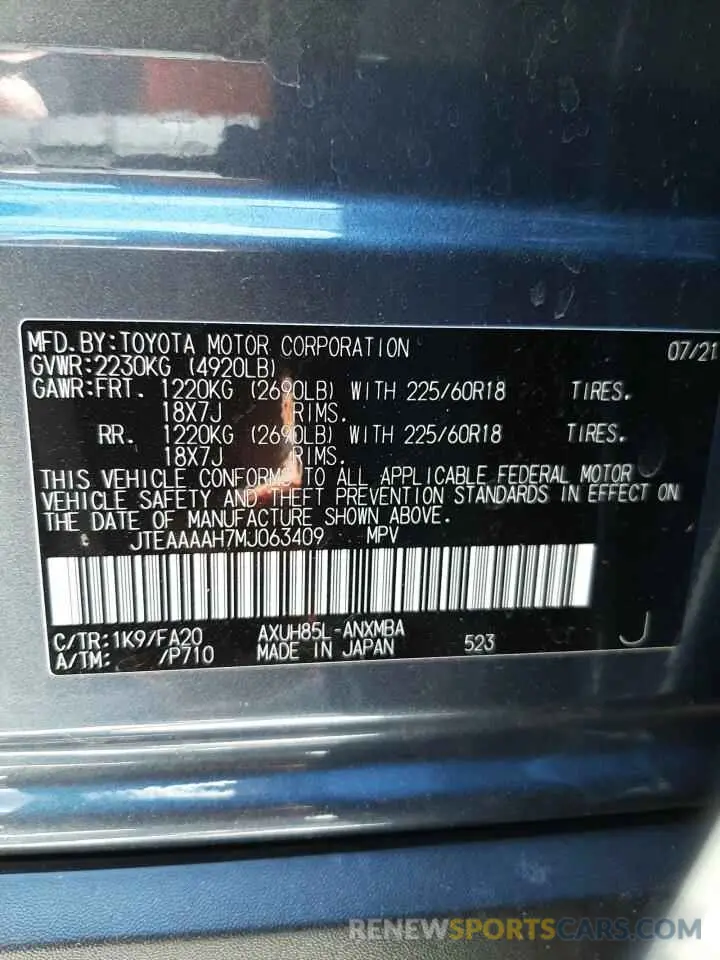 MFD.BY:TOYOTA MOTOR CORPORATION 07/21
GVWR:2230KG (4920LB)
GAWR:FRT. 1220KG (2690LB) WITH 225/60R18 TIRES.
18X7J RIMS.
RR. 1220KG (2690LB) WITH 225/60R18 TIRES.
18X7J RIMS.
THIS VEHICLE CONFORMS TO ALL APPLICABLE FEDERAL MOTOR
VEHICLE SAFETY AND THEFT PREVENTION STANDARDS IN EFFECT ON
THE DATE OF MANUFACTURE SHOWN ABOVE.
JTEAAAAH7MJ063409 MPV
C/TR:1K9/FA20 AXUH85L-ANXMBA
A/TM: /P710 MADE IN JAPAN 523 J
RENEWSPORTSCARS.COM